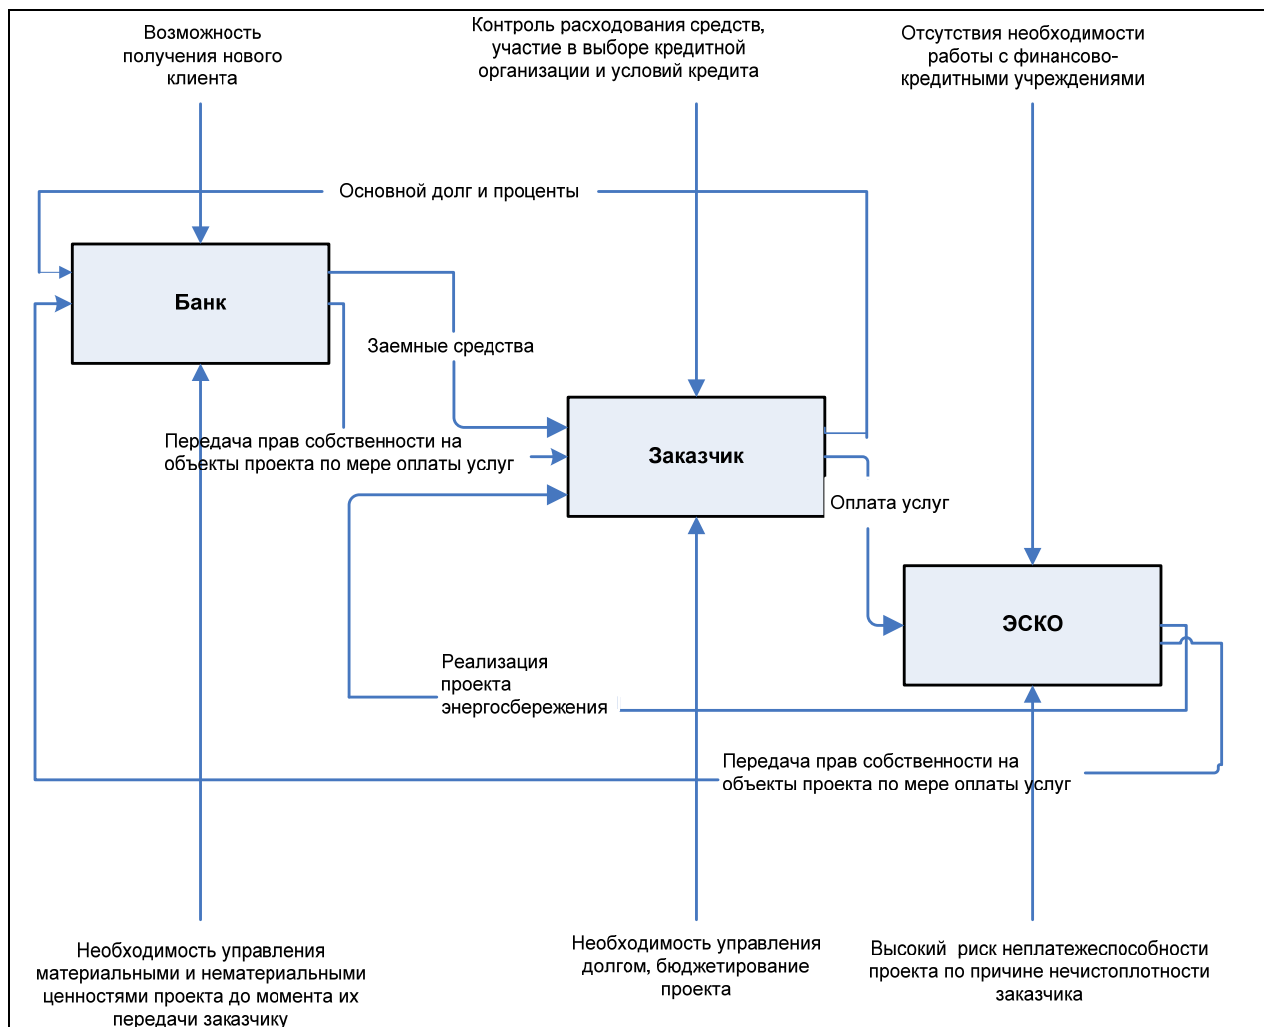 Возможность
получения нового
клиента
Контроль расходования средств,
участие в выборе кредитной
организации и условий кредита
Отсутствия необходимости
работы с финансово-
кредитными учреждениями
Основной долг и проценты
Банк
Заемные средства
Передача прав собственности на
объекты проекта по мере оплаты услуг
Заказчик
Оплата услуг
ЭСКО
Реализация
проекта
энергосбережения
Передача прав собственности на
объекты проекта по мере оплаты услуг
Необходимость управления
материальными и нематериальными
ценностями проекта до момента их
передачи заказчику
Необходимость управления
долгом, бюджетирование
проекта
Высокий риск неплатежеспособности
проекта по причине нечистоплотности
заказчика